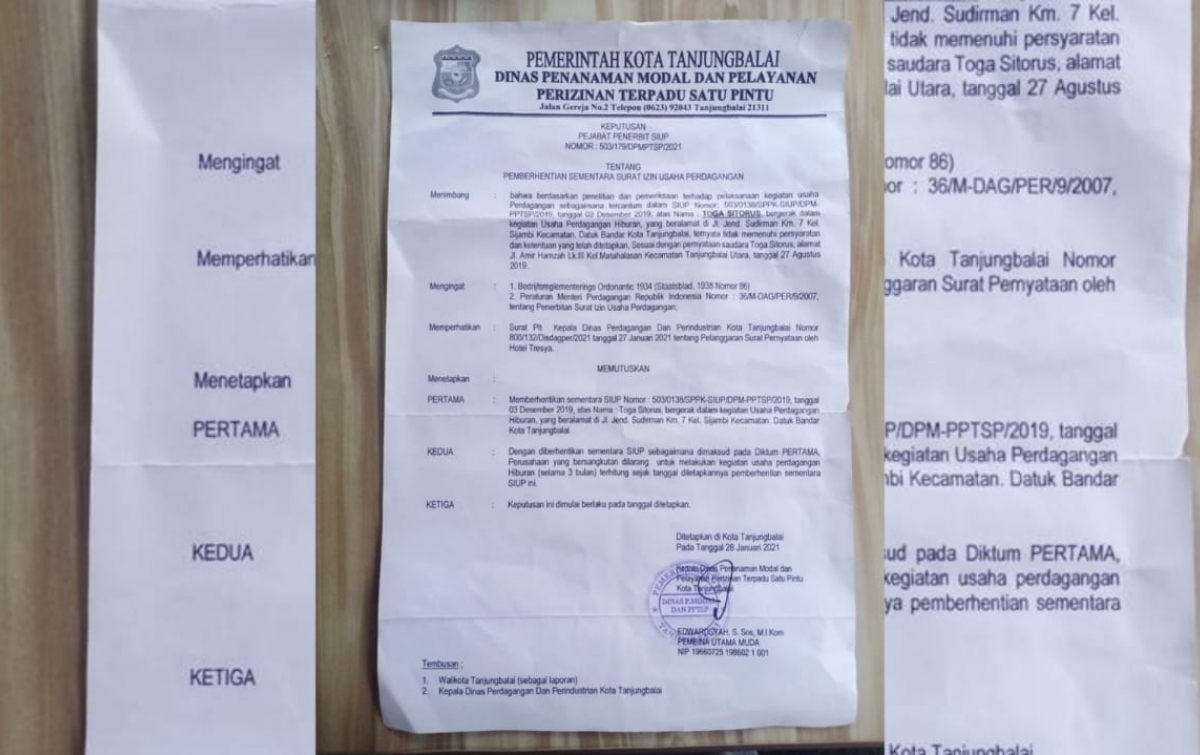 Mengingat
Memperhatikan
Menetapkan
PERTAMA
KEDUA
KETIGA
PEMERINTAH KOTA TANJUNGBALAI
DINAS PENANAMAN MODAL DAN PELAYANAN
PERIZINAN TERPADU SATU PINTU
Jalan Gereja No.2 Telepon (0623) 92043 Tanjungbalai 21311
KEPUTUSAN
PEJABAT PENERBIT SIUP
NOMOR : 503/179/DPMPTSP/2021
TENTANG
PEMBERHENTIAN SEMENTARA SURAT IZIN USAHA PERDAGANGAN
Menimbang : bahwa berdasarkan penelitian dan pemeriksaan terhadap pelaksanaan kegiatan usaha
Perdagangan sebagaimana tercantum dalam SIUP Nomor: 503/0138/SPPK-SIUP/DPM-
PPTSP/2019, tanggal 03 Desember 2019, atas Nama : TOGA SITORUS, bergerak dalam
kegiatan Usaha Perdagangan Hiburan, yang beralamat di Jl. Jend. Sudirman Km. 7 Kel.
Sijambi Kecamatan. Datuk Bandar Kota Tanjungbalai, ternyata tidak memenuhi persyaratan
dan ketentuan yang telah ditetapkan, Sesuai dengan pernyataan saudara Toga Sitorus, alamat
Jl. Amir Hamzah Lk.III Kel.Matahalasan Kecamatan Tanjungbalai Utara, tanggal 27 Agustus
2019.
Mengingat : 1. Bedrijfsreglementerings Ordonantic 1934 (Staatsblad. 1938 Nomor 86)
2. Peraturan Menteri Perdagangan Republik Indonesia Nomor : 36/M-DAG/PER/9/2007,
tentang Penerbitan Surat Izin Usaha Perdagangan;
Memperhatikan : Surat Plt. Kepala Dinas Perdagangan Dan Perindustrian Kota Tanjungbalai Nomor
800/132/Disdagper/2021 tanggal 27 Januari 2021 tentang Pelanggaran Surat Pernyataan oleh
Hotel Tresya.
MEMUTUSKAN
Menetapkan :
PERTAMA : Memberhentikan sementara SIUP Nomor : 503/0138/SPPK-SIUP/DPM-PPTSP/2019, tanggal
03 Desember 2019, atas Nama : Toga Sitorus, bergerak dalam kegiatan Usaha Perdagangan
Hiburan, yang beralamat di Jl. Jend. Sudirman Km. 7 Kel. Sijambi Kecamatan. Datuk Bandar
Kota Tanjungbalai.
KEDUA : Dengan diberhentikan sementara SIUP sebagaimana dimaksud pada Diktum PERTAMA,
Perusahaan yang bersangkutan dilarang untuk melakukan kegiatan usaha perdagangan
Hiburan (selama 3 bulan) terhitung sejak tanggal ditetapkannya pemberhentian sementara
SIUP ini.
KETIGA : Keputusan ini dimulai berlaku pada tanggal ditetapkan.
Ditetapkan di Kota Tanjungbalai
Pada Tanggal 28 Januari 2021
Kepala Dinas Penanaman Modal dan
Pelayanan Perizinan Terpadu Satu Pintu
Kota Tanjungbalai
DINAS P.MODAL
DAN PPTSP
EDWARDSYAH, S. Sos, M.I.Kom
PEMBINA UTAMA MUDA
NIP 19660725 198602 1 001
Tembusan :
1. Walikota Tanjungbalai (sebagai laporan)
2. Kepala Dinas Perdagangan Dan Perindustrian Kota Tanjungbalai
Jend. Sudirman Km. 7 Kel.
tidak memenuhi persyaratan
saudara Toga Sitorus, alamat
lai Utara, tanggal 27 Agustus
omor 86)
or : 36/M-DAG/PER/9/2007,
Kota Tanjungbalai Nomor
ggaran Surat Pernyataan oleh
P/DPM-PPTSP/2019, tanggal
kegiatan Usaha Perdagangan
bi Kecamatan. Datuk Bandar
ud pada Diktum PERTAMA,
kegiatan usaha perdagangan
ya pemberhentian sementara
Kota Tanjungbalai